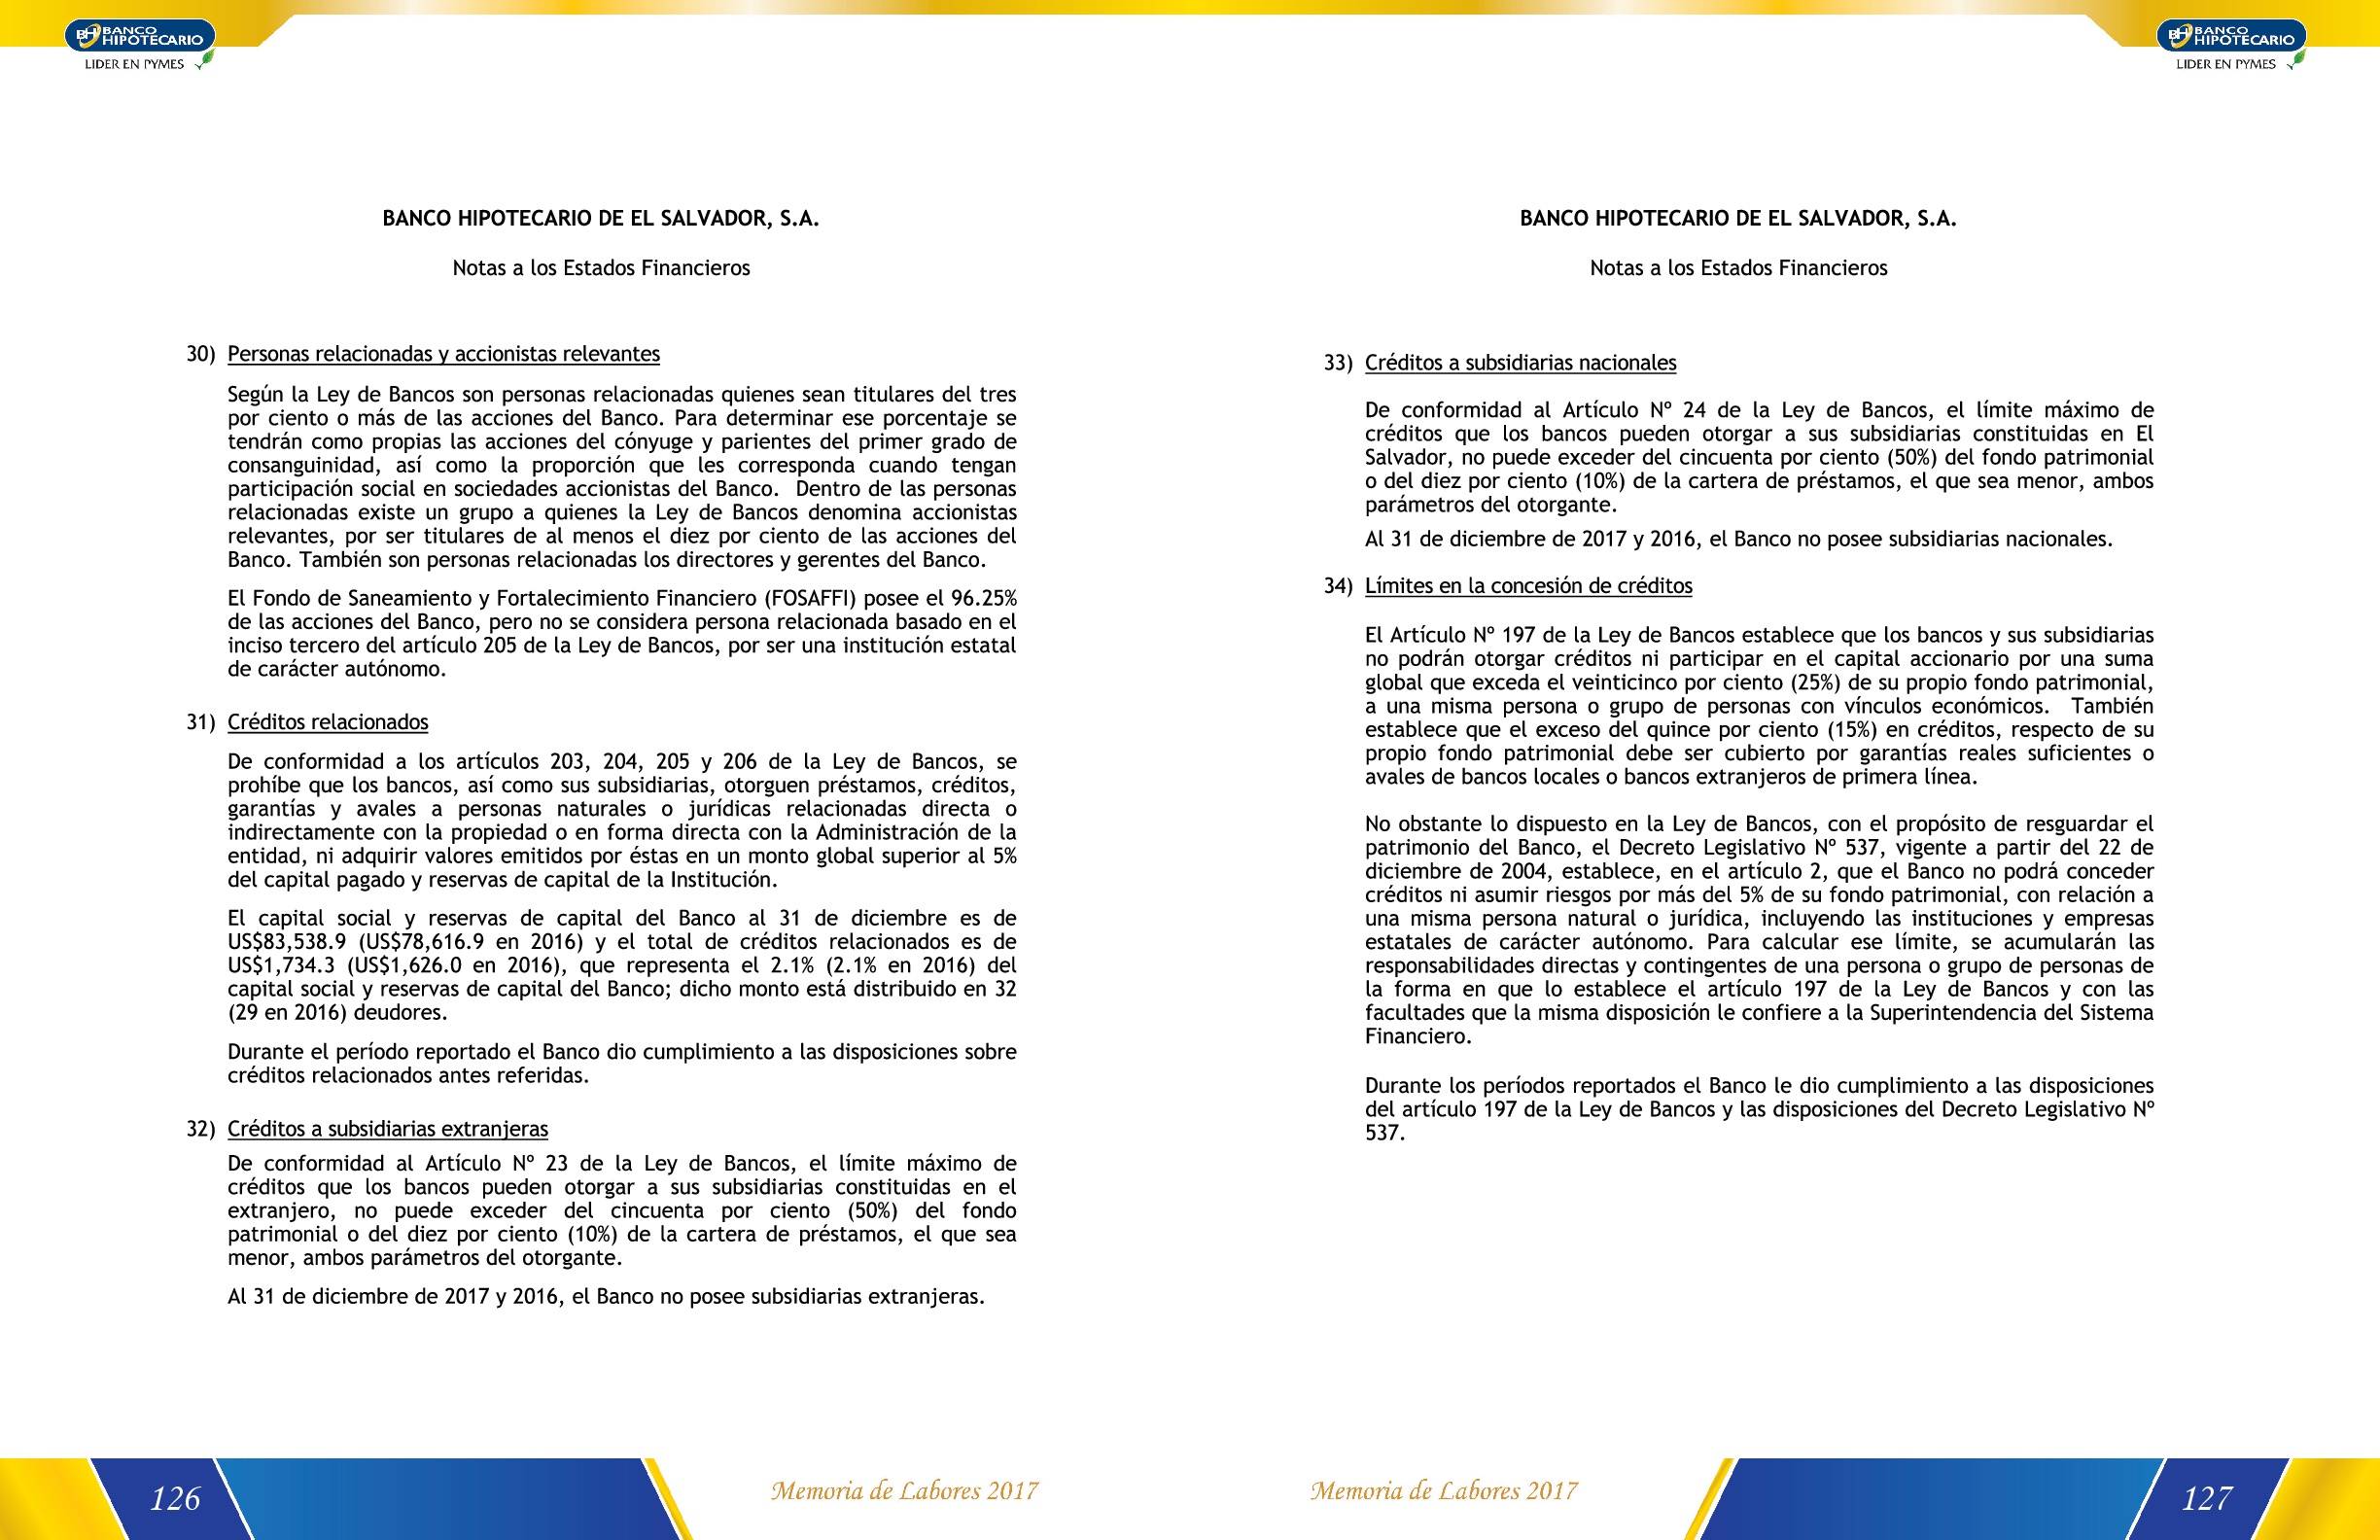 BH BANCO
HIPOTECARIO
LIDER EN PYMES
BANCO HIPOTECARIO DE EL SALVADOR, S.A.
Notas a los Estados Financieros
30) Personas relacionadas y accionistas relevantes
Según la Ley de Bancos son personas relacionadas quienes sean titulares del tres
por ciento o más de las acciones del Banco. Para determinar ese porcentaje se
tendrán como propias las acciones del cónyuge y parientes del primer grado de
consanguinidad, así como la proporción que les corresponda cuando tengan
participación social en sociedades accionistas del Banco. Dentro de las personas
relacionadas existe un grupo a quienes la Ley de Bancos denomina accionistas
relevantes, por ser titulares de al menos el diez por ciento de las acciones del
Banco. También son personas relacionadas los directores y gerentes del Banco.
El Fondo de Saneamiento y Fortalecimiento Financiero (FOSAFFI) posee el 96.25%
de las acciones del Banco, pero no se considera persona relacionada basado en el
inciso tercero del artículo 205 de la Ley de Bancos, por ser una institución estatal
de carácter autónomo.
31) Créditos relacionados
De conformidad a los artículos 203, 204, 205 y 206 de la Ley de Bancos, se
prohíbe que los bancos, así como sus subsidiarias, otorguen préstamos, créditos,
garantías y avales a personas naturales o jurídicas relacionadas directa o
indirectamente con la propiedad o en forma directa con la Administración de la
entidad, ni adquirir valores emitidos por éstas en un monto global superior al 5%
del capital pagado y reservas de capital de la Institución.
El capital social y reservas de capital del Banco al 31 de diciembre es de
US$83,538.9 (US$78,616.9 en 2016) y el total de créditos relacionados es de
US$1,734.3 (US$1,626.0 en 2016), que representa el 2.1% (2.1% en 2016) del
capital social y reservas de capital del Banco; dicho monto está distribuido en 32
(29 en 2016) deudores.
Durante el período reportado el Banco dio cumplimiento a las disposiciones sobre
créditos relacionados antes referidas.
32) Créditos a subsidiarias extranjeras
De conformidad al Artículo Nº 23 de la Ley de Bancos, el límite máximo de
créditos que los bancos pueden otorgar a sus subsidiarias constituidas en el
extranjero, no puede exceder del cincuenta por ciento (50%) del fondo
patrimonial o del diez por ciento (10%) de la cartera de préstamos, el que sea
menor, ambos parámetros del otorgante.
Al 31 de diciembre de 2017 y 2016, el Banco no posee subsidiarias extranjeras.
126
Memoria de Labores 2017
BH BANCO
HIPOTECARIO
LIDER EN PYMES
BANCO HIPOTECARIO DE EL SALVADOR, S.A.
Notas a los Estados Financieros
33) Créditos a subsidiarias nacionales
De conformidad al Artículo Nº 24 de la Ley de Bancos, el límite máximo de
créditos que los bancos pueden otorgar a sus subsidiarias constituidas en El
Salvador, no puede exceder del cincuenta por ciento (50%) del fondo patrimonial
o del diez por ciento (10%) de la cartera de préstamos, el que sea menor, ambos
parámetros del otorgante.
Al 31 de diciembre de 2017 y 2016, el Banco no posee subsidiarias nacionales.
34) Límites en la concesión de créditos
El Artículo Nº 197 de la Ley de Bancos establece que los bancos y sus subsidiarias
no podrán otorgar créditos ni participar en el capital accionario por una suma
global que exceda el veinticinco por ciento (25%) de su propio fondo patrimonial,
a una misma persona o grupo de personas con vínculos económicos. También
establece que el exceso del quince por ciento (15%) en créditos, respecto de su
propio fondo patrimonial debe ser cubierto por garantías reales suficientes o
avales de bancos locales o bancos extranjeros de primera línea.
No obstante lo dispuesto en la Ley de Bancos, con el propósito de resguardar el
patrimonio del Banco, el Decreto Legislativo Nº 537, vigente a partir del 22 de
diciembre de 2004, establece, en el artículo 2, que el Banco no podrá conceder
créditos ni asumir riesgos por más del 5% de su fondo patrimonial, con relación a
una misma persona natural o jurídica, incluyendo las instituciones y empresas
estatales de carácter autónomo. Para calcular ese límite, se acumularán las
responsabilidades directas y contingentes de una persona o grupo de personas de
la forma en que lo establece el artículo 197 de la Ley de Bancos y con las
facultades que la misma disposición le confiere a la Superintendencia del Sistema
Financiero.
Durante los períodos reportados el Banco le dio cumplimiento a las disposiciones
del artículo 197 de la Ley de Bancos y las disposiciones del Decreto Legislativo Nº
537.
Memoria de Labores 2017
127